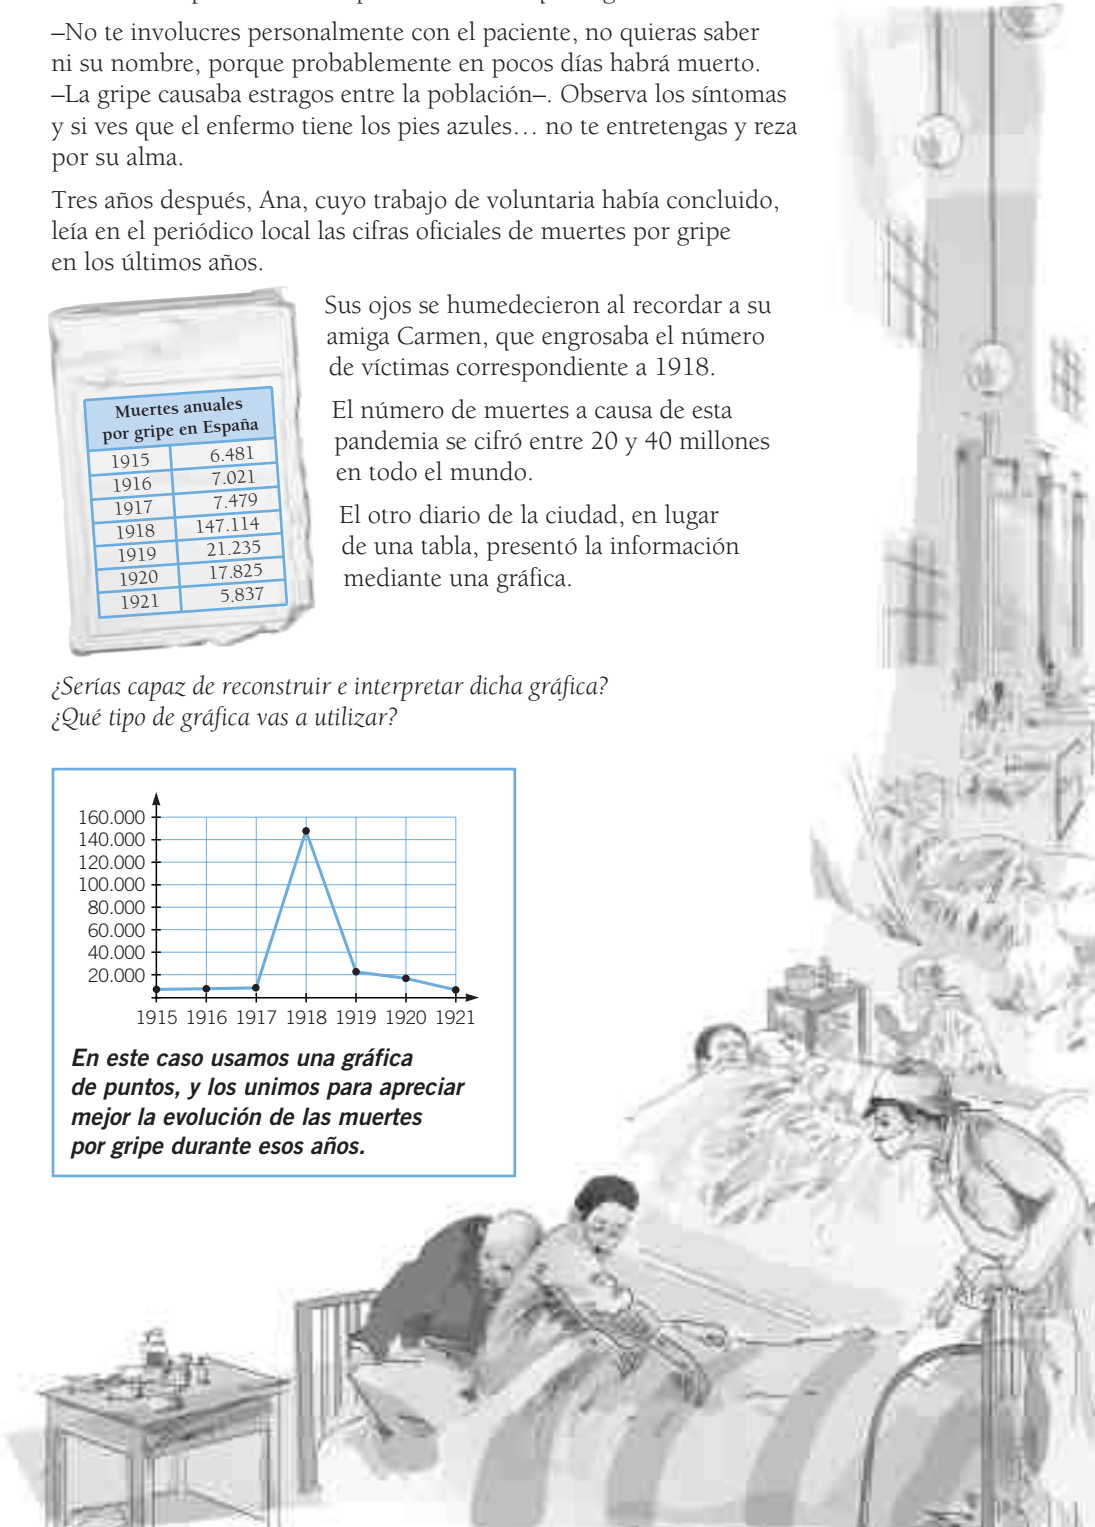 –No te involucres personalmente con el paciente, no quieras saber
ni su nombre, porque probablemente en pocos días habrá muerto.
–La gripe causaba estragos entre la población–. Observa los síntomas
y si ves que el enfermo tiene los pies azules… no te entretengas y reza
por su alma.
Tres años después, Ana, cuyo trabajo de voluntaria había concluido,
leía en el periódico local las cifras oficiales de muertes por gripe
en los últimos años.
Sus ojos se humedecieron al recordar a su
amiga Carmen, que engrosaba el número
de víctimas correspondiente a 1918.
El número de muertes a causa de esta
pandemia se cifró entre 20 y 40 millones
en todo el mundo.
El otro diario de la ciudad, en lugar
de una tabla, presentó la información
mediante una gráfica.
Muertes anuales
por gripe en España
1915 6.481
1916 7.021
1917 7.479
1918 147.114
1919 21.235
1920 17.825
1921 5.837
¿Serías capaz de reconstruir e interpretar dicha gráfica?
¿Qué tipo de gráfica vas a utilizar?
160.000
140.000
120.000
100.000
80.000
60.000
40.000
20.000
1915 1916 1917 1918 1919 1920 1921
En este caso usamos una gráfica
de puntos, y los unimos para apreciar
mejor la evolución de las muertes
por gripe durante esos años.